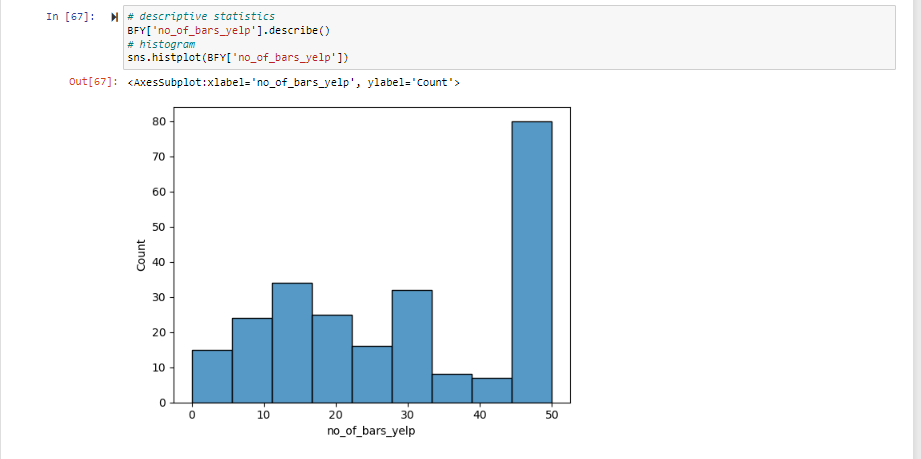 In [67]:
# descriptive statistics
BFY['no_of_bars_yelp'].describe()
# histogram
sns.histplot(BFY['no_of_bars_yelp'])
Out[67]: <AxesSubplot:xlabel='no_of_bars_yelp', ylabel='Count'>
80
70
60
50
40
30
20
10
0
Count
0 10 20 30 40 50
no_of_bars_yelp